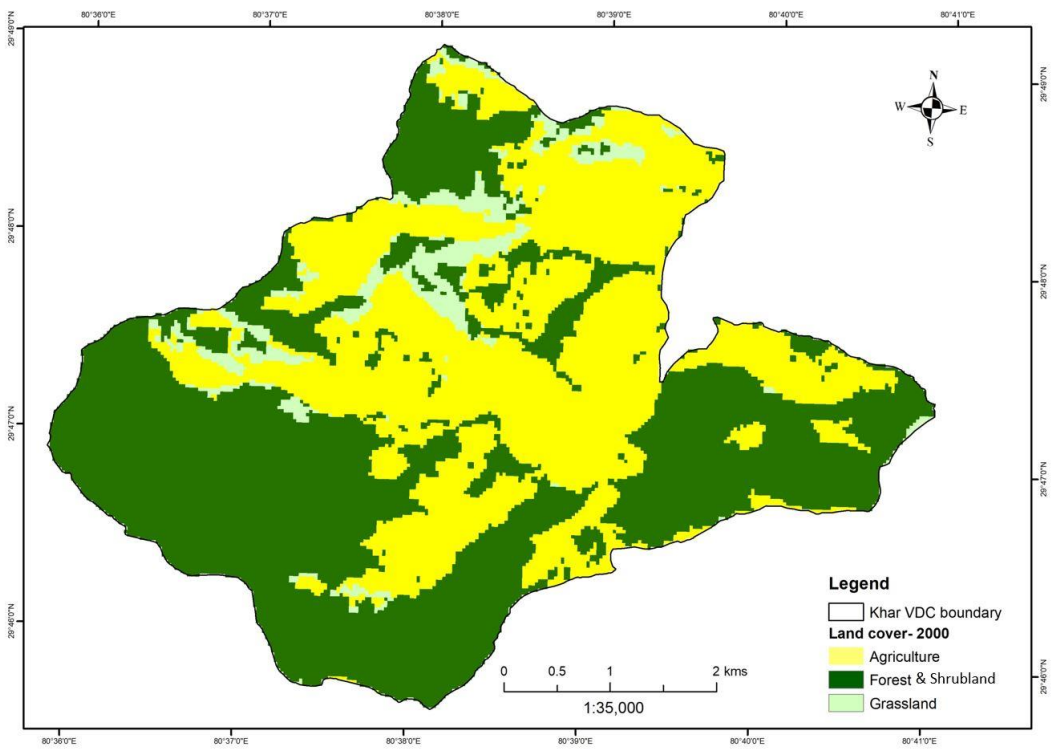 80°36'0"E 80°37'0"E 80°38'0"E 80°39'0"E 80°40'0"E 80°41'0"E
29°49'0"N
29°49'0"N
N
W E
S
29°48'0"N
29°48'0"N
29°47'0"N
29°47'0"N
29°46'0"N
29°46'0"N
Legend
Khar VDC boundary
Land cover- 2000
Agriculture
Forest & Shrubland
Grassland
0 0.5 1 2 kms
1:35,000
80°36'0"E 80°37'0"E 80°38'0"E 80°39'0"E 80°40'0"E 80°41'0"E